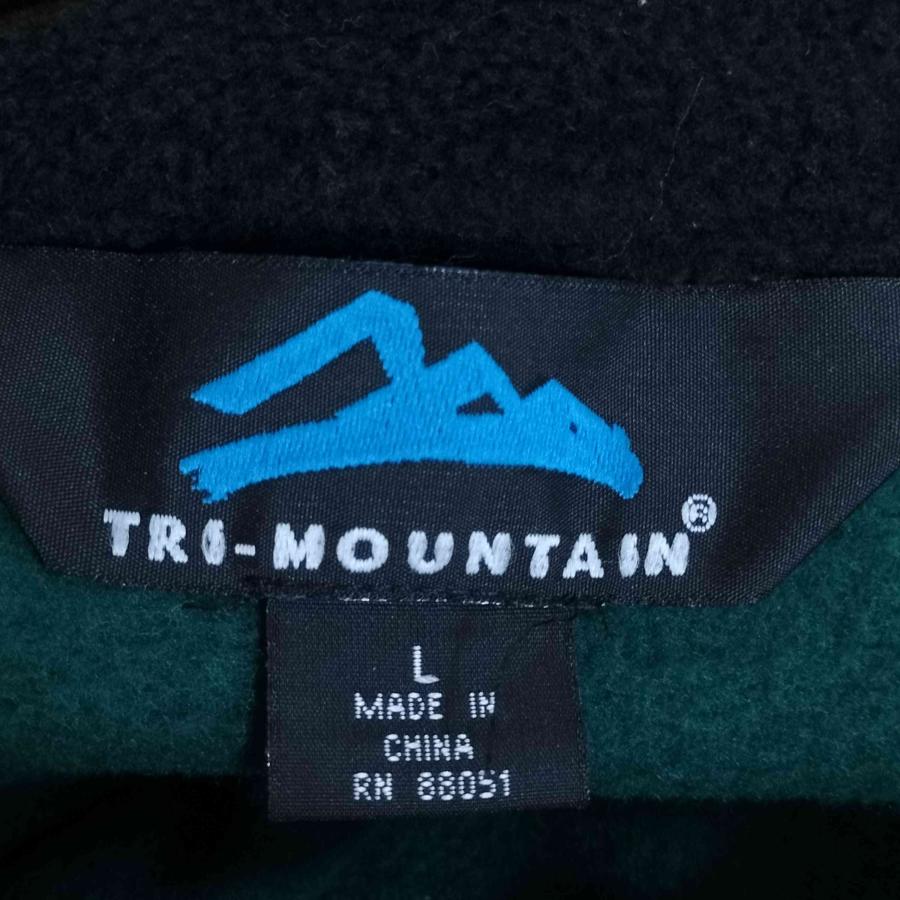 TRI-MOUNTAIN®
L
MADE IN
CHINA
RN 88051